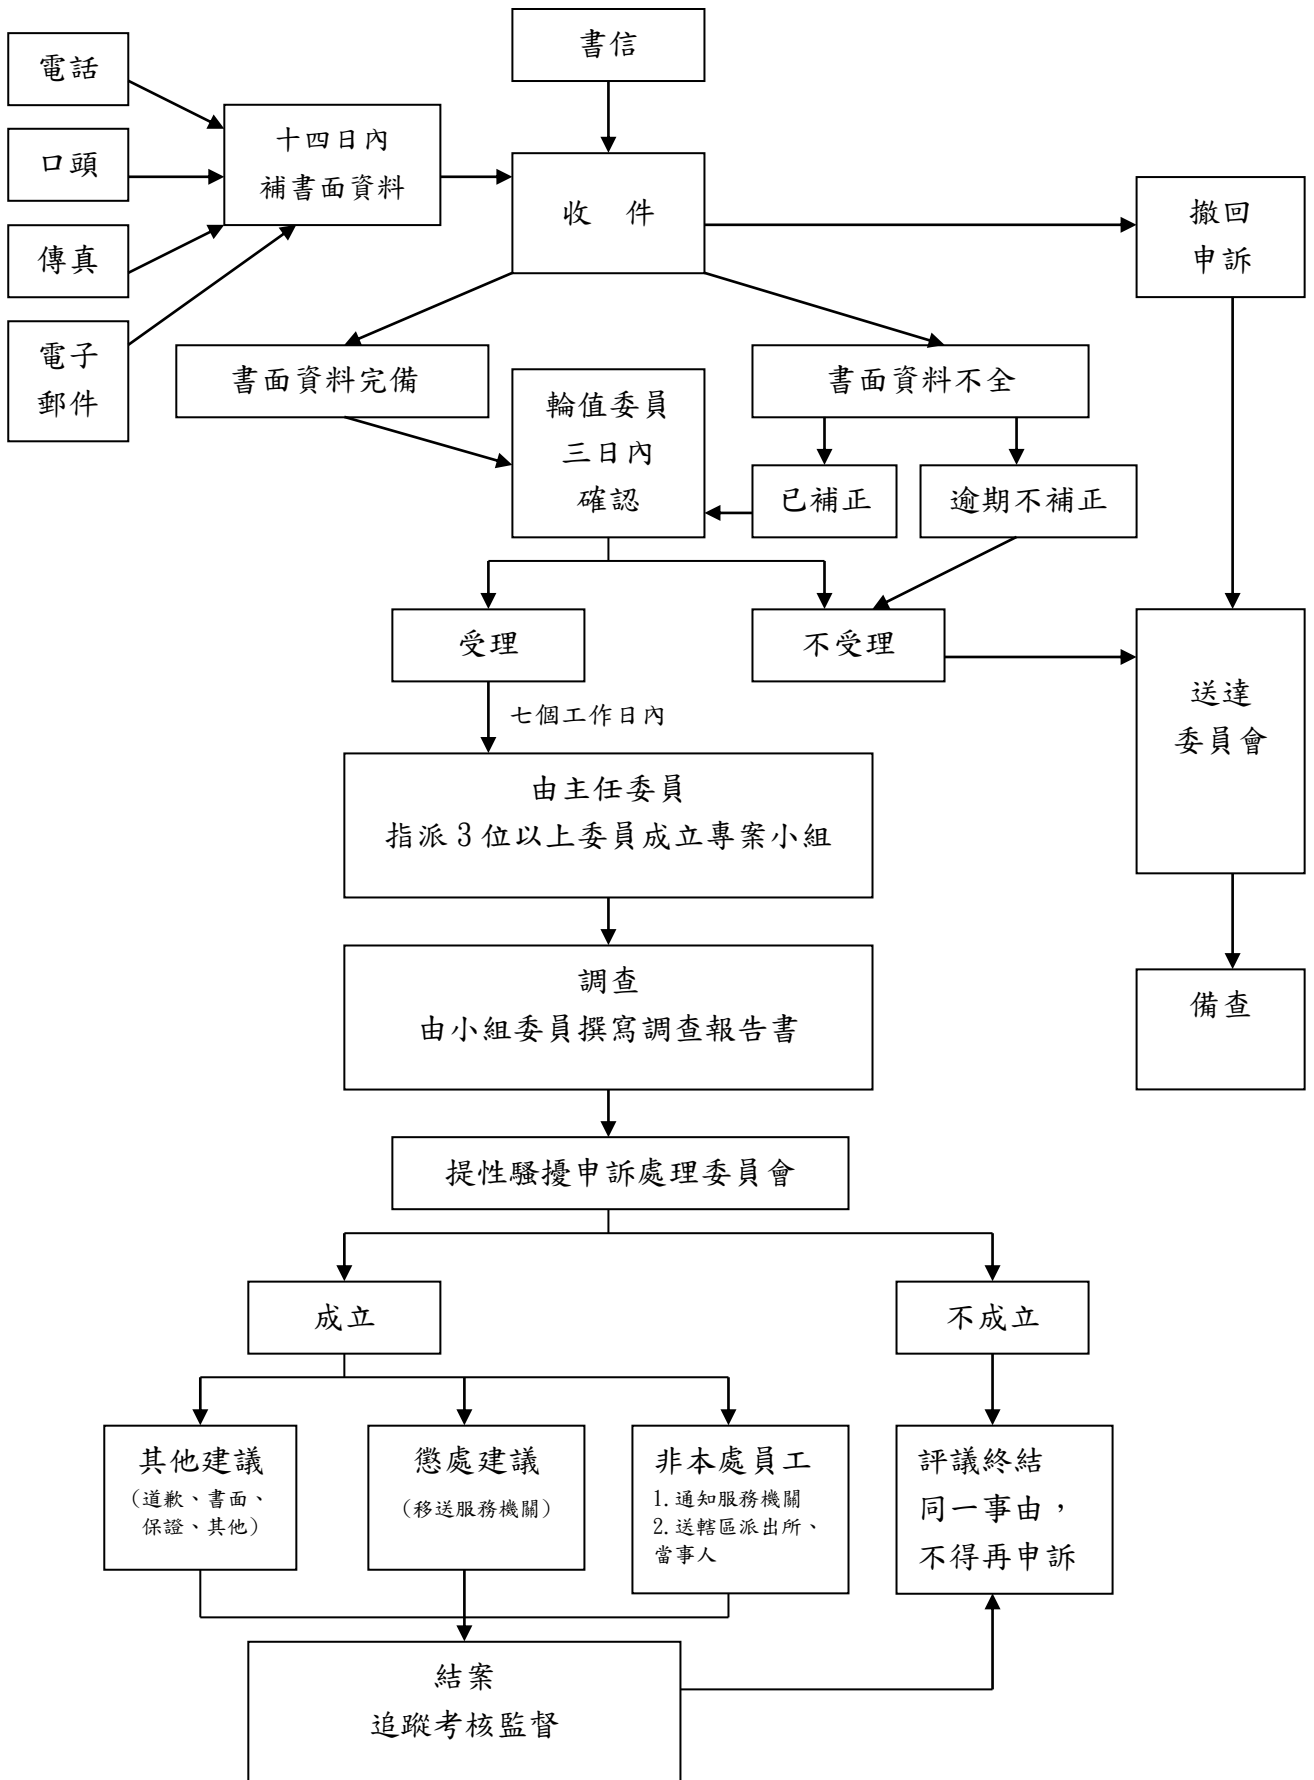 書信
電話
口頭
傳真
電子
郵件
十四日內
補書面資料
收 件
撤回
申訴
書面資料完備
書面資料不全
輪值委員
三日內
確認
已補正
逾期不補正
受理
不受理
送達
委員會
七個工作日內
由主任委員
指派 3 位以上委員成立專案小組
調查
由小組委員撰寫調查報告書
備查
提性騷擾申訴處理委員會
成立
不成立
其他建議
(道歉、書面、
保證、其他)
懲處建議
(移送服務機關)
非本處員工
1.通知服務機關
2.送轄區派出所、
當事人
評議終結
同一事由，
不得再申訴
結案
追蹤考核監督